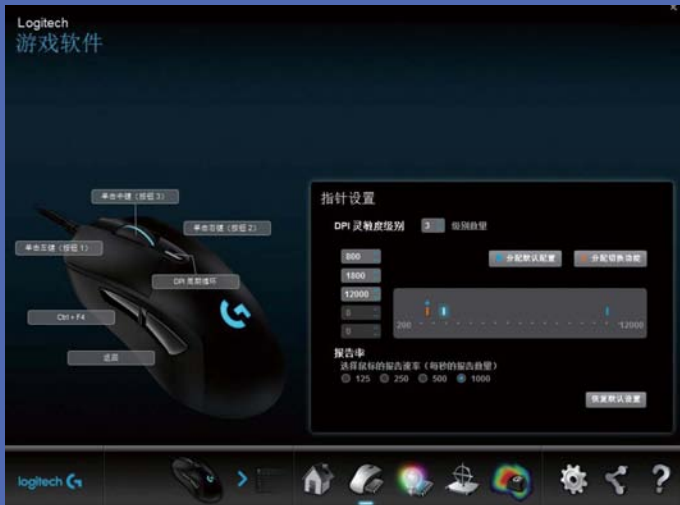 Logitech
游戏软件
单击中键（按钮 3）
单击右键（按钮 2）
单击左键（按钮 1）
DPI 周期循环
Ctrl + F4
返回
指针设置
DPI 灵敏度级别 3 级别数量
800
1800
12000
0
0
分配默认配置
分配切换功能
200
12000
报告率
选择鼠标的报告速率（每秒的报告数量）
125 250 500 1000
恢复默认设置
logitech G
?